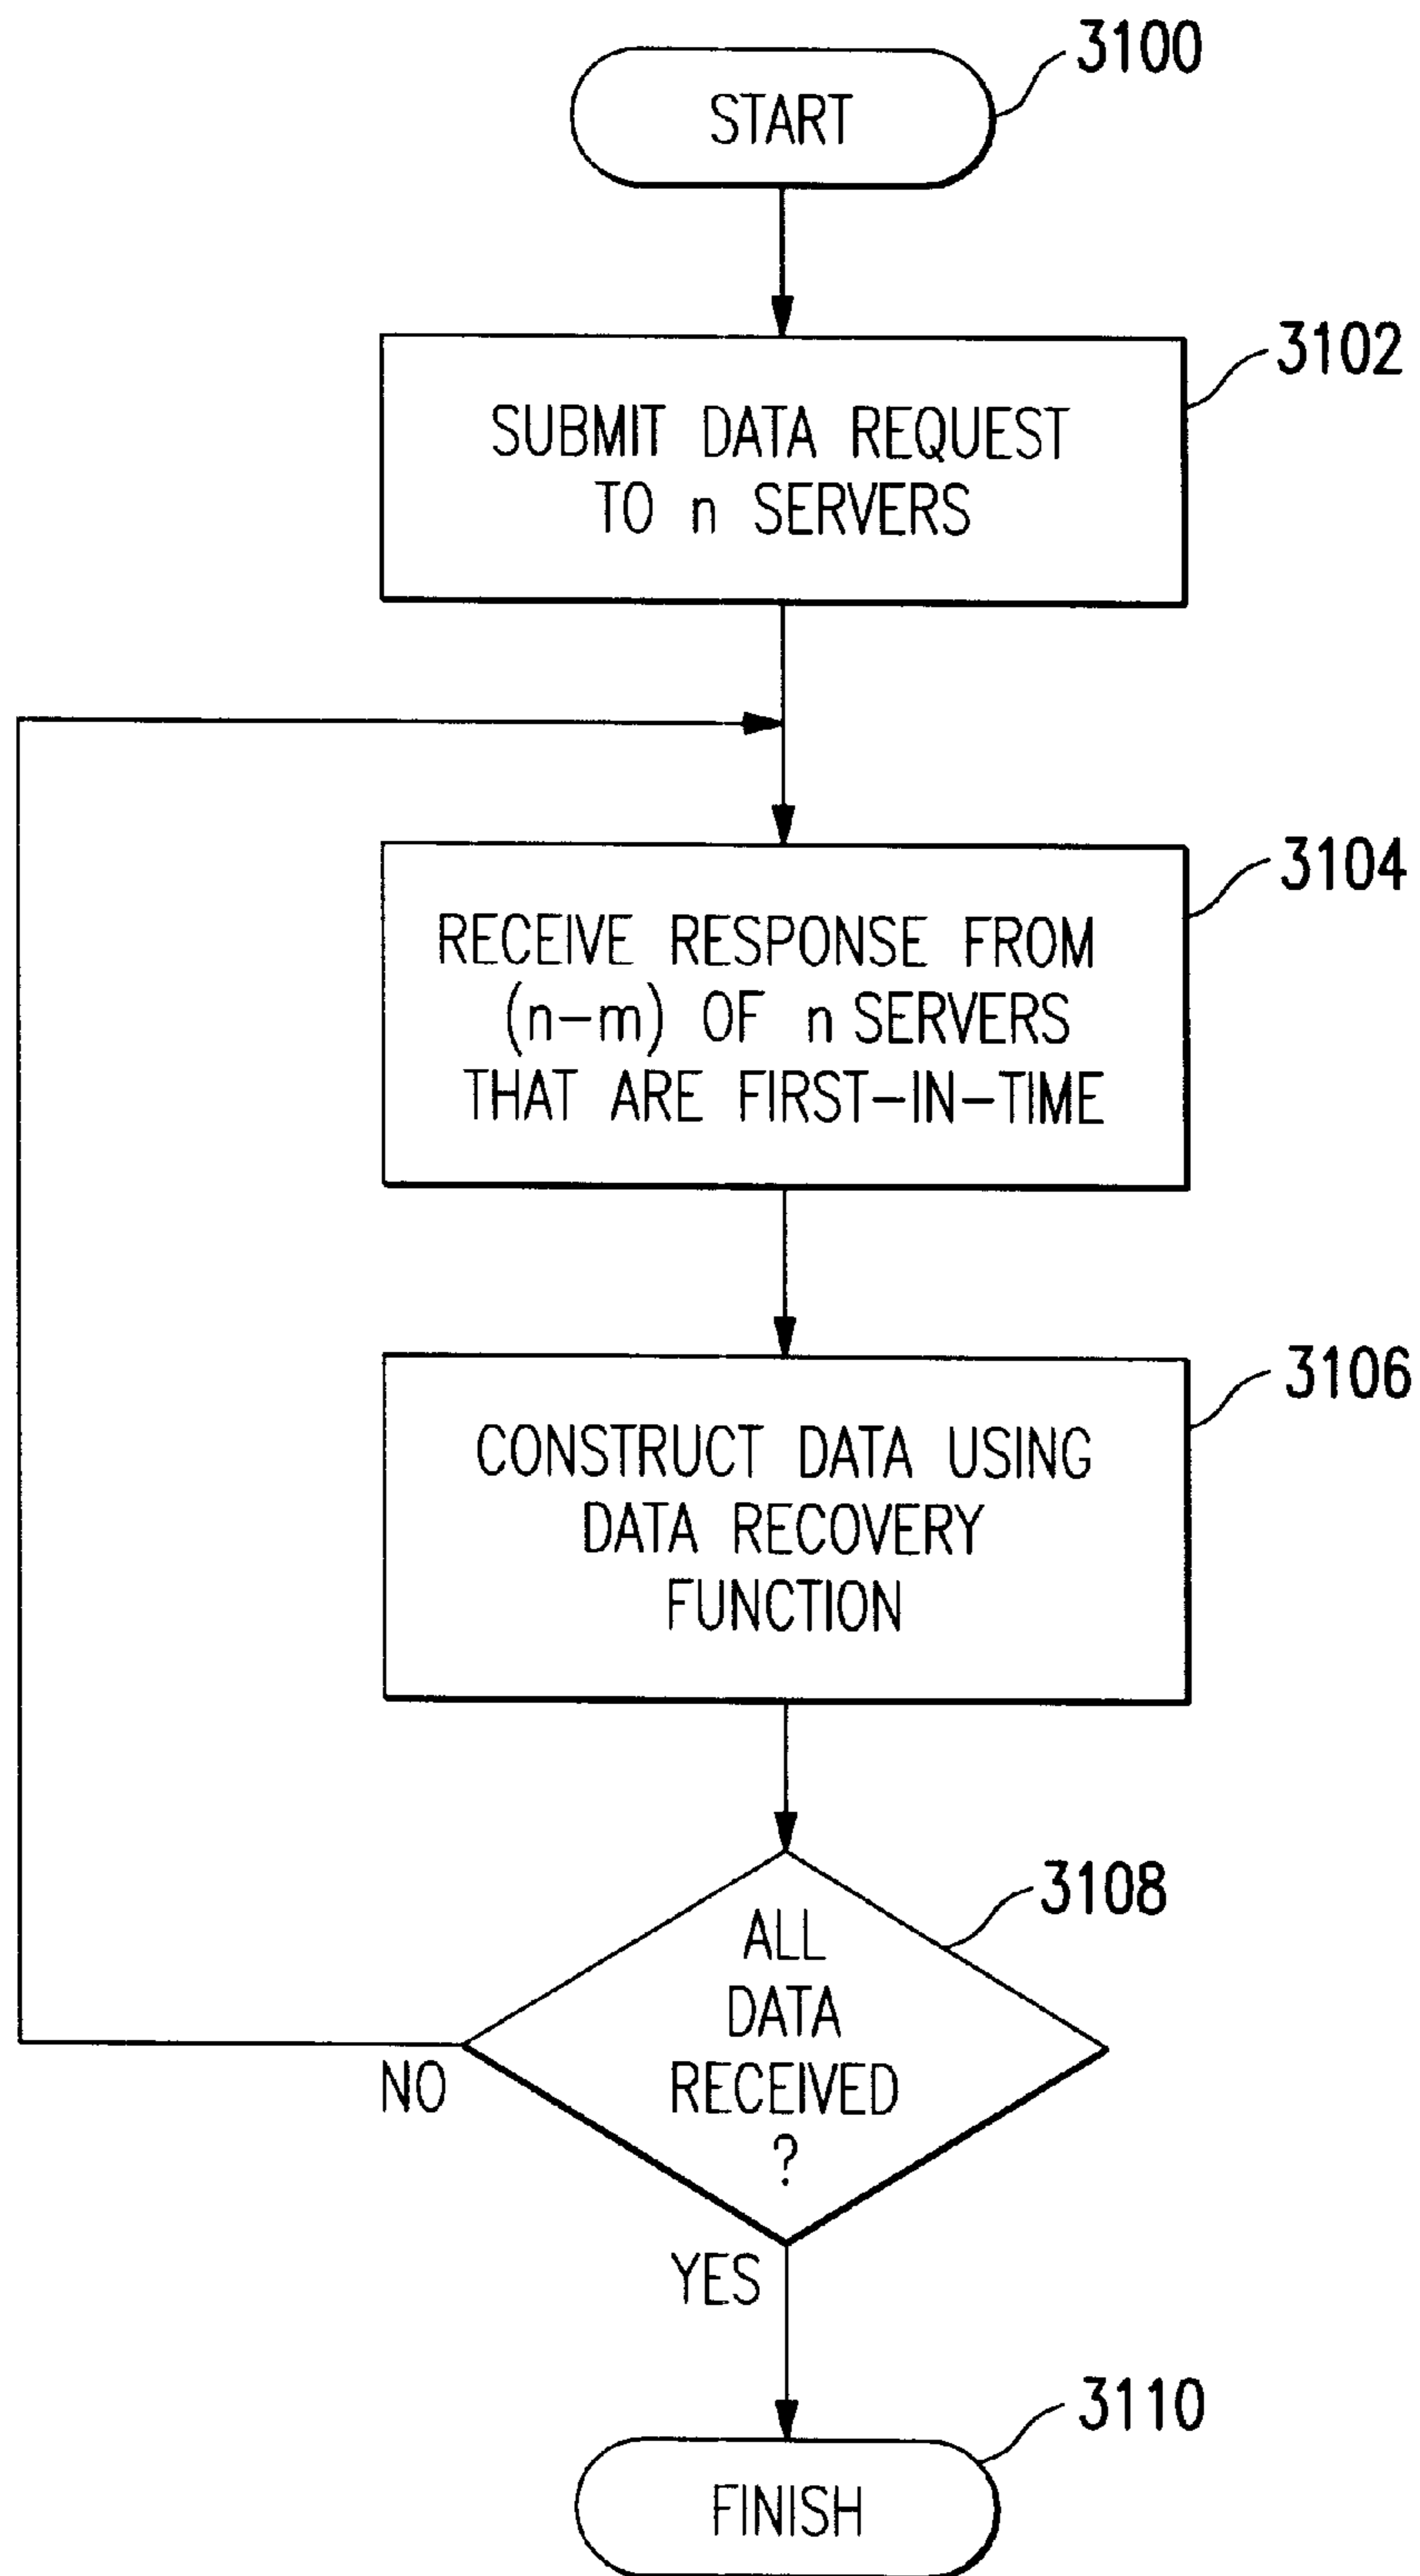 3100
START
3102
SUBMIT DATA REQUEST
TO n SERVERS
3104
RECEIVE RESPONSE FROM
(n-m) OF n SERVERS
THAT ARE FIRST-IN-TIME
3106
CONSTRUCT DATA USING
DATA RECOVERY
FUNCTION
3108
ALL
DATA
RECEIVED
?
NO
YES
3110
FINISH